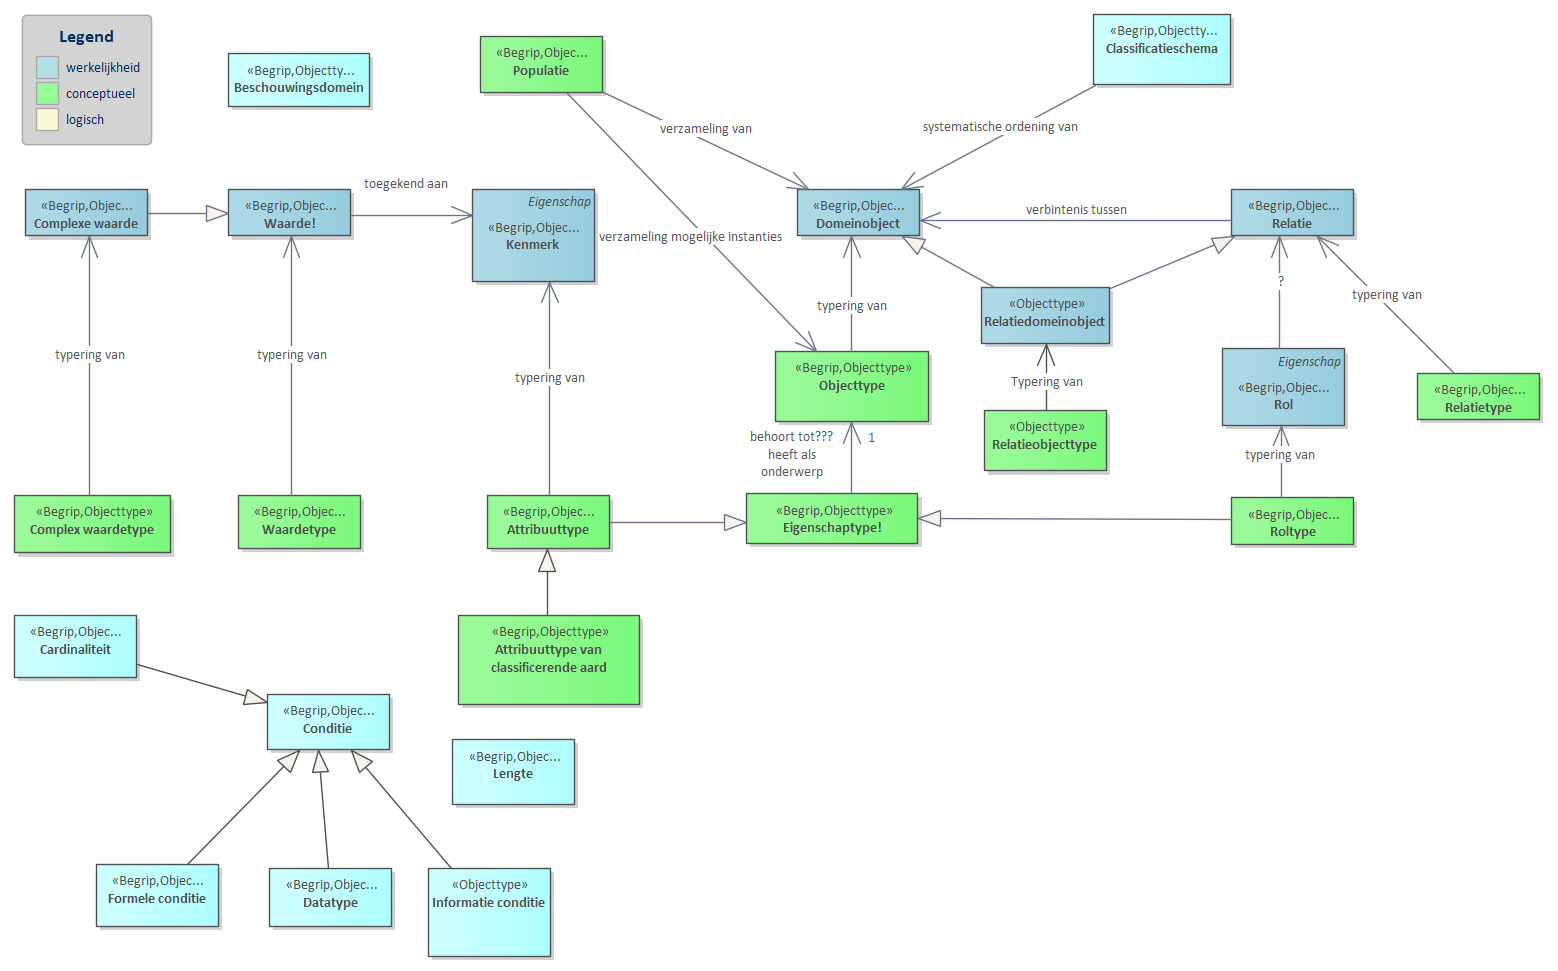 Legend
werkelijkheid
conceptueel
logisch
«Begrip,Objectty...
Beschouwingsdomein
«Begrip,Objec...
Populatie
«Begrip,Objectty...
Classificatieschema
verzameling van
systematische ordening van
«Begrip,Objec...
Complexe waarde
«Begrip,Objec...
Waarde!
toegekend aan
Eigenschap
«Begrip,Objec...
Kenmerk
verzameling mogelijke instanties
«Begrip,Objec...
Domeinobject
verbintenis tussen
«Begrip,Objec...
Relatie
«Objecttype»
Relatiedomeinobject
?
typering van
typering van
Eigenschap
«Begrip,Objec...
Rol
typering van
typering van
typering van
«Begrip,Objecttype»
Objecttype
Typering van
«Begrip,Objec...
Relatietype
behoort tot???
heeft als
onderwerp
1
«Objecttype»
Relatieobjecttype
typering van
«Begrip,Objecttype»
Complex waardetype
«Begrip,Objec...
Waardetype
«Begrip,Objec...
Attribuuttype
«Begrip,Objecttype»
Eigenschaptype!
«Begrip,Objec...
Roltype
«Begrip,Objec...
Cardinaliteit
«Begrip,Objecttype»
Attribuuttype van
classificerende aard
«Begrip,Objec...
Conditie
«Begrip,Objec...
Lengte
«Begrip,Objec...
Formele conditie
«Begrip,Objec...
Datatype
«Objecttype»
Informatie conditie